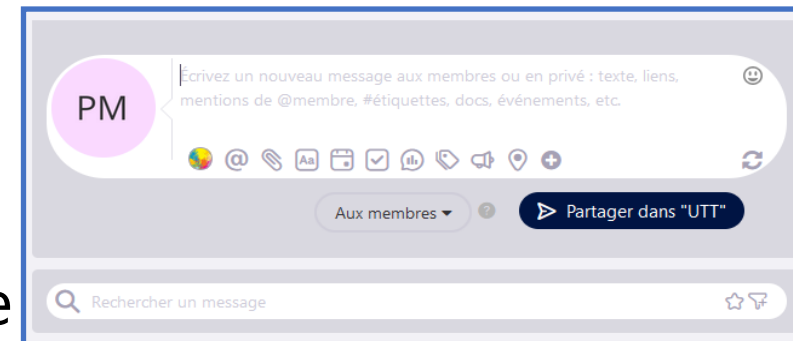 Écrivez un nouveau message aux membres ou en privé : texte, liens,
mentions de @membre, #étiquettes, docs, événements, etc.
PM
@ Aa
Aux membres ? Partager dans "UTT"
e
Rechercher un message